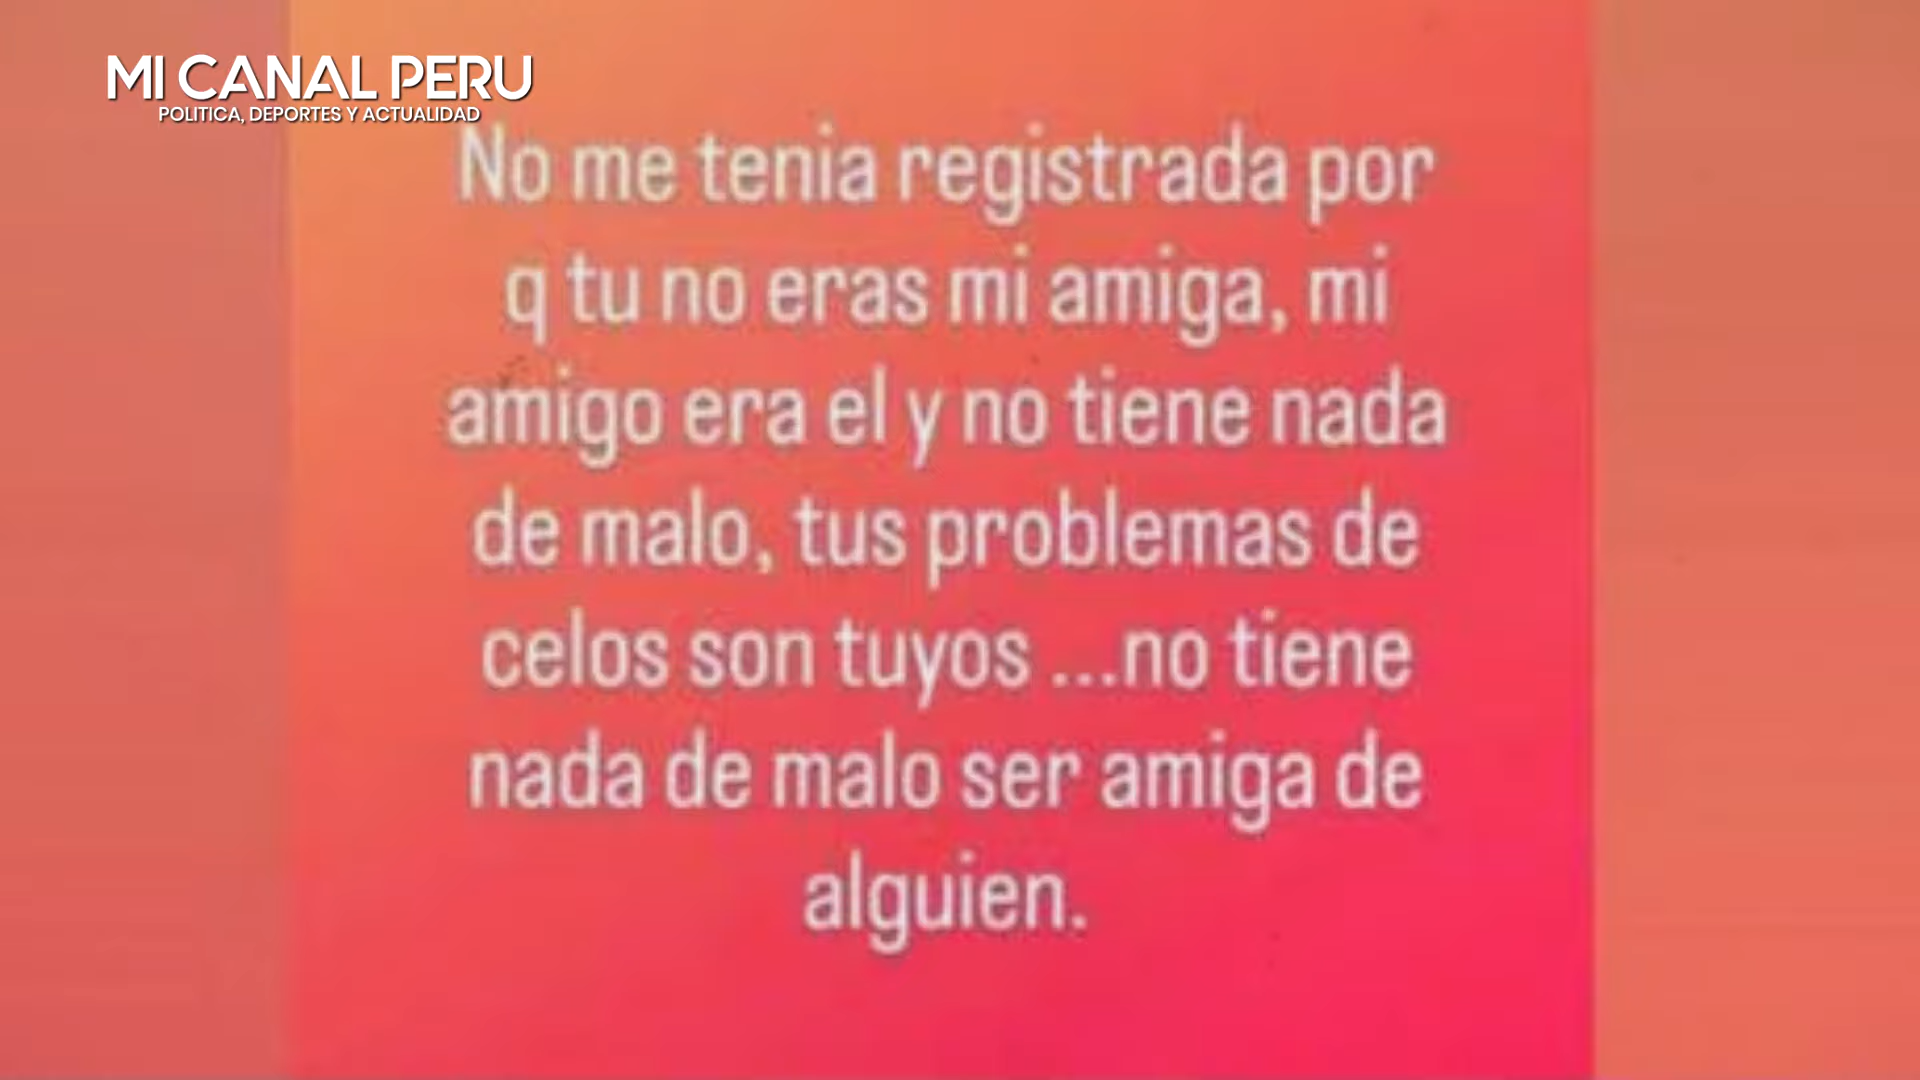 MI CANAL PERU
POLITICA, DEPORTES Y ACTUALIDAD
No me tenia registrada por
q tu no eras mi amiga, mi
amigo era el y no tiene nada
de malo, tus problemas de
celos son tuyos ...no tiene
nada de malo ser amiga de
alguien.